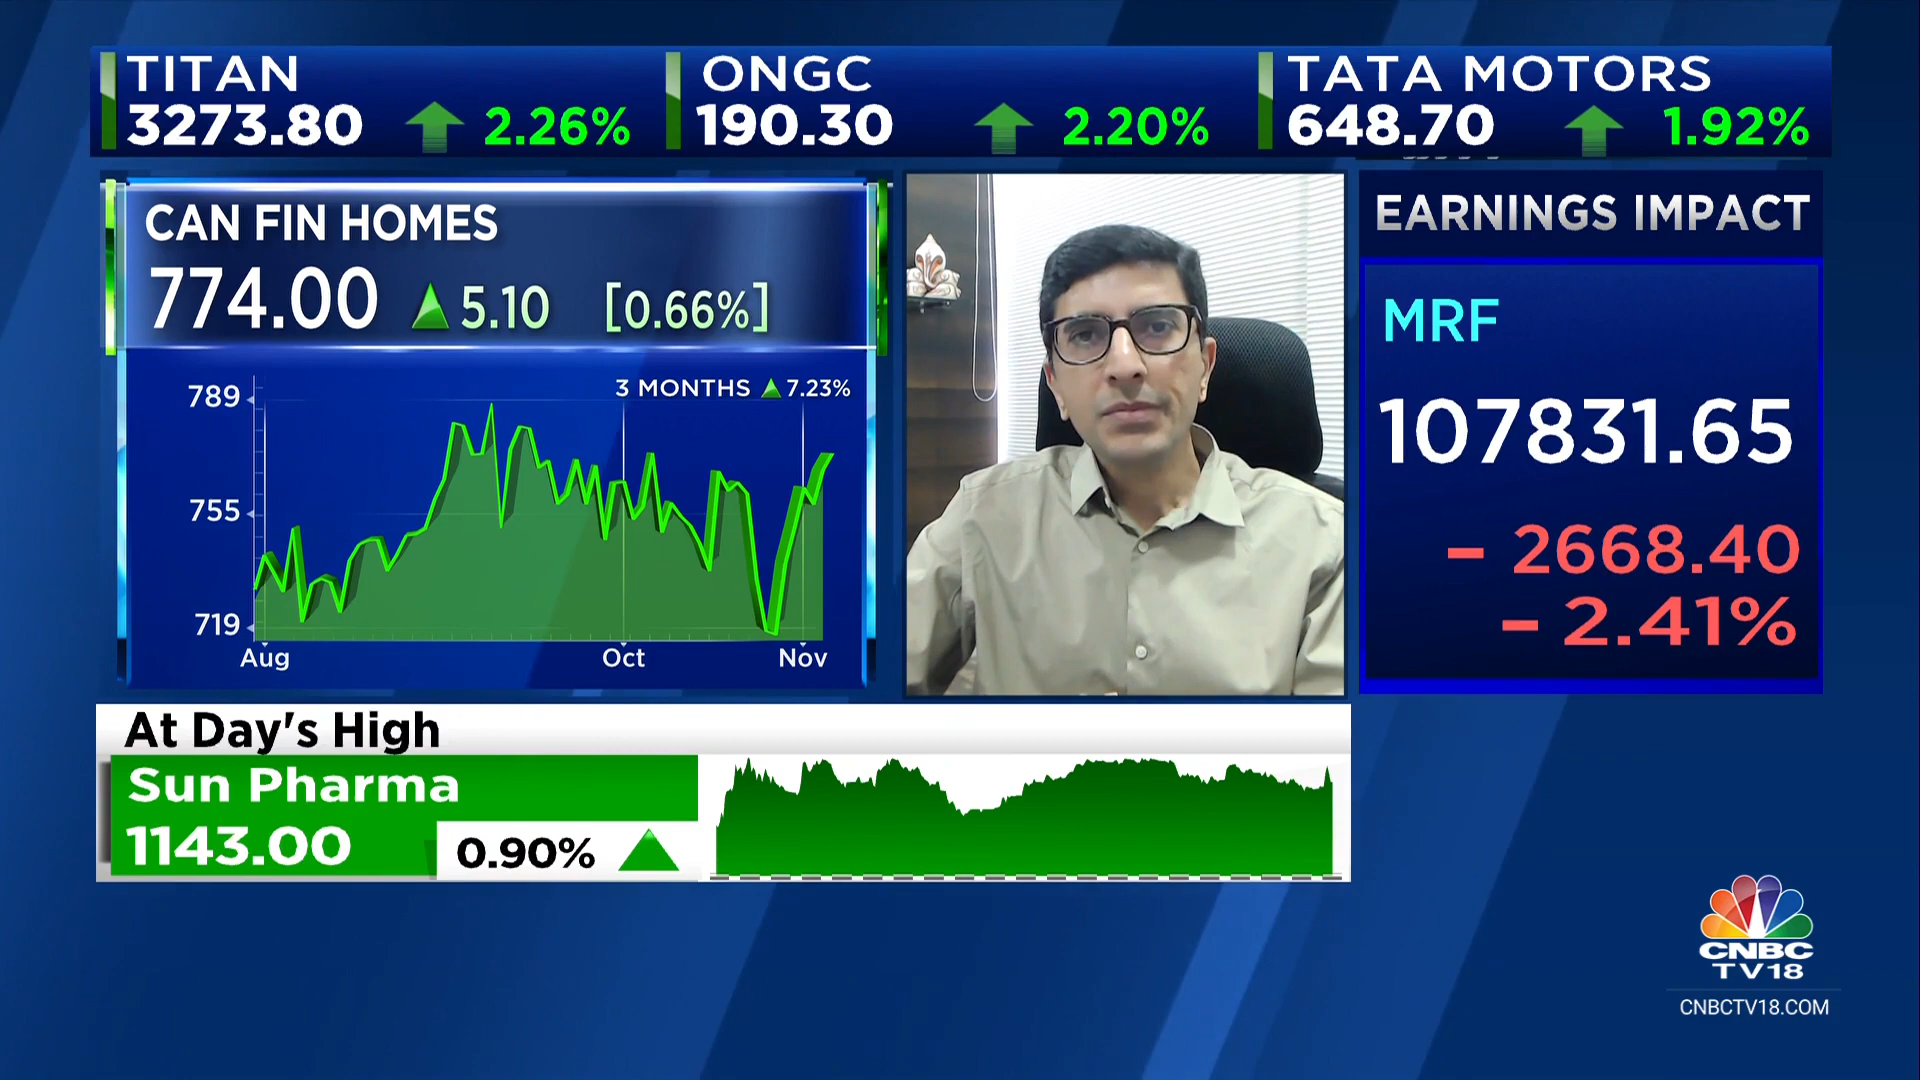 TITAN
3273.80 2.26%
ONGC
190.30 2.20%
TATA MOTORS
648.70 1.92%
CAN FIN HOMES
774.00 5.10 [0.66%]
3 MONTHS 7.23%
789
755
719
Aug Oct Nov
EARNINGS IMPACT
MRF
107831.65
– 2668.40
– 2.41%
At Day's High
Sun Pharma
1143.00 0.90%
CNBC
TV18
CNBCTV18.COM